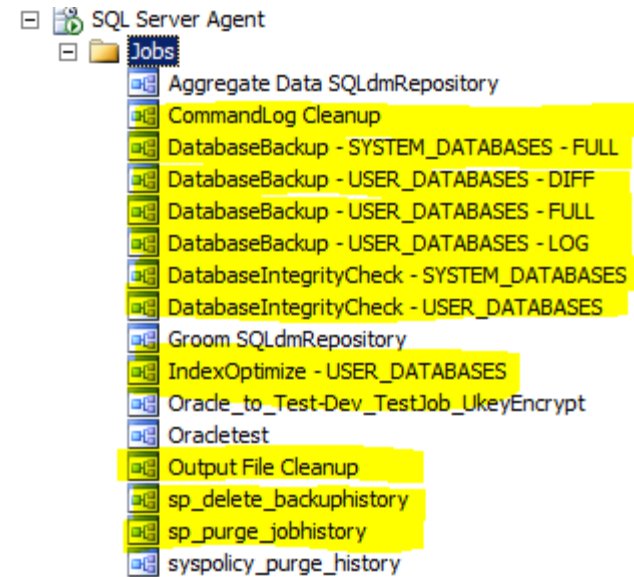 SQL Server Agent
Jobs
Aggregate Data SQLdmRepository
CommandLog Cleanup
DatabaseBackup - SYSTEM_DATABASES - FULL
DatabaseBackup - USER_DATABASES - DIFF
DatabaseBackup - USER_DATABASES - FULL
DatabaseBackup - USER_DATABASES - LOG
DatabaseIntegrityCheck - SYSTEM_DATABASES
DatabaseIntegrityCheck - USER_DATABASES
Groom SQLdmRepository
IndexOptimize - USER_DATABASES
Oracle_to_Test-Dev_TestJob_UkeyEncrypt
Oracletest
Output File Cleanup
sp_delete_backuphistory
sp_purge_jobhistory
syspolicy_purge_history